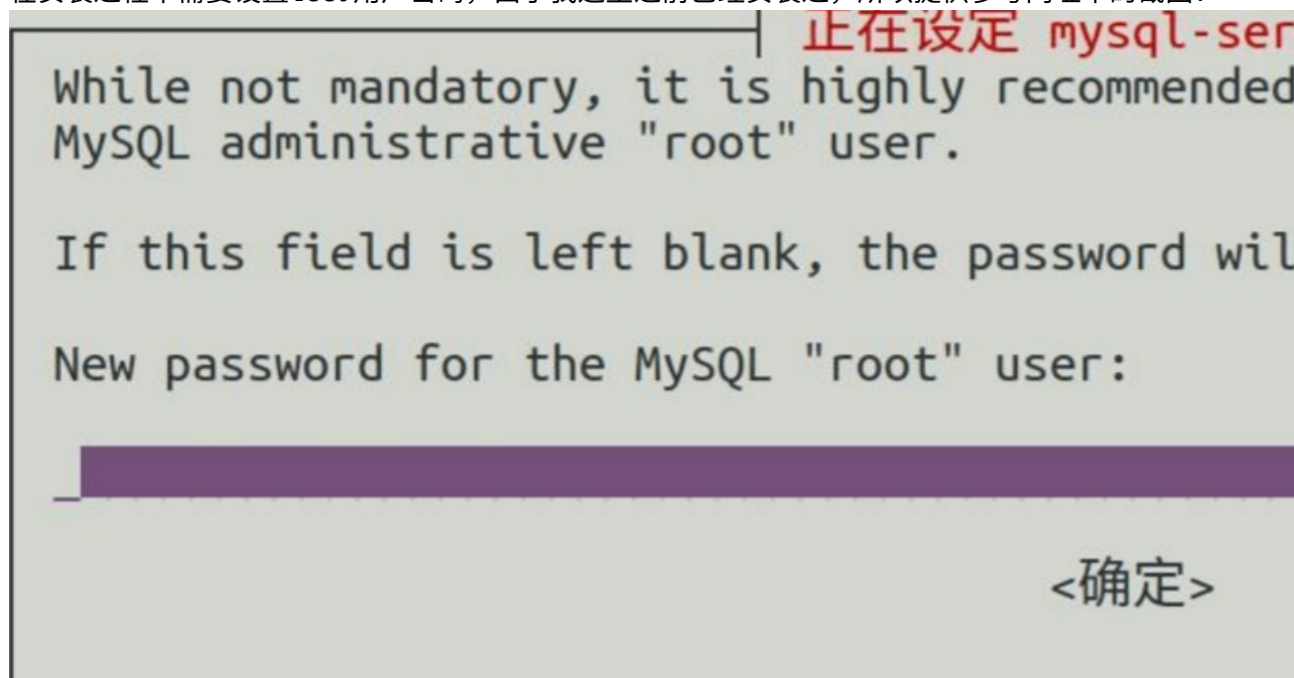 正在设定 mysql-ser
While not mandatory, it is highly recommended
MySQL administrative "root" user.
If this field is left blank, the password wil
New password for the MySQL "root" user:
<确定>